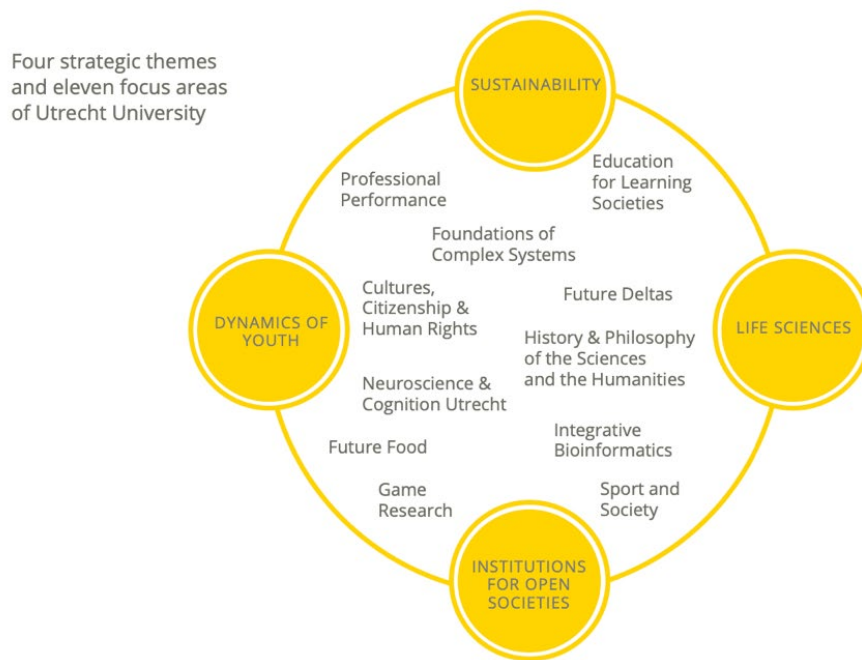 Four strategic themes
and eleven focus areas
of Utrecht University
SUSTAINABILITY
Education
for Learning
Societies
Professional
Performance
Foundations of
Complex Systems
Cultures,
Citizenship &
Human Rights
Future Deltas
DYNAMICS OF
YOUTH
LIFE SCIENCES
History & Philosophy
of the Sciences
and the Humanities
Neuroscience &
Cognition Utrecht
Future Food
Integrative
Bioinformatics
Game
Research
Sport and
Society
INSTITUTIONS
FOR OPEN
SOCIETIES